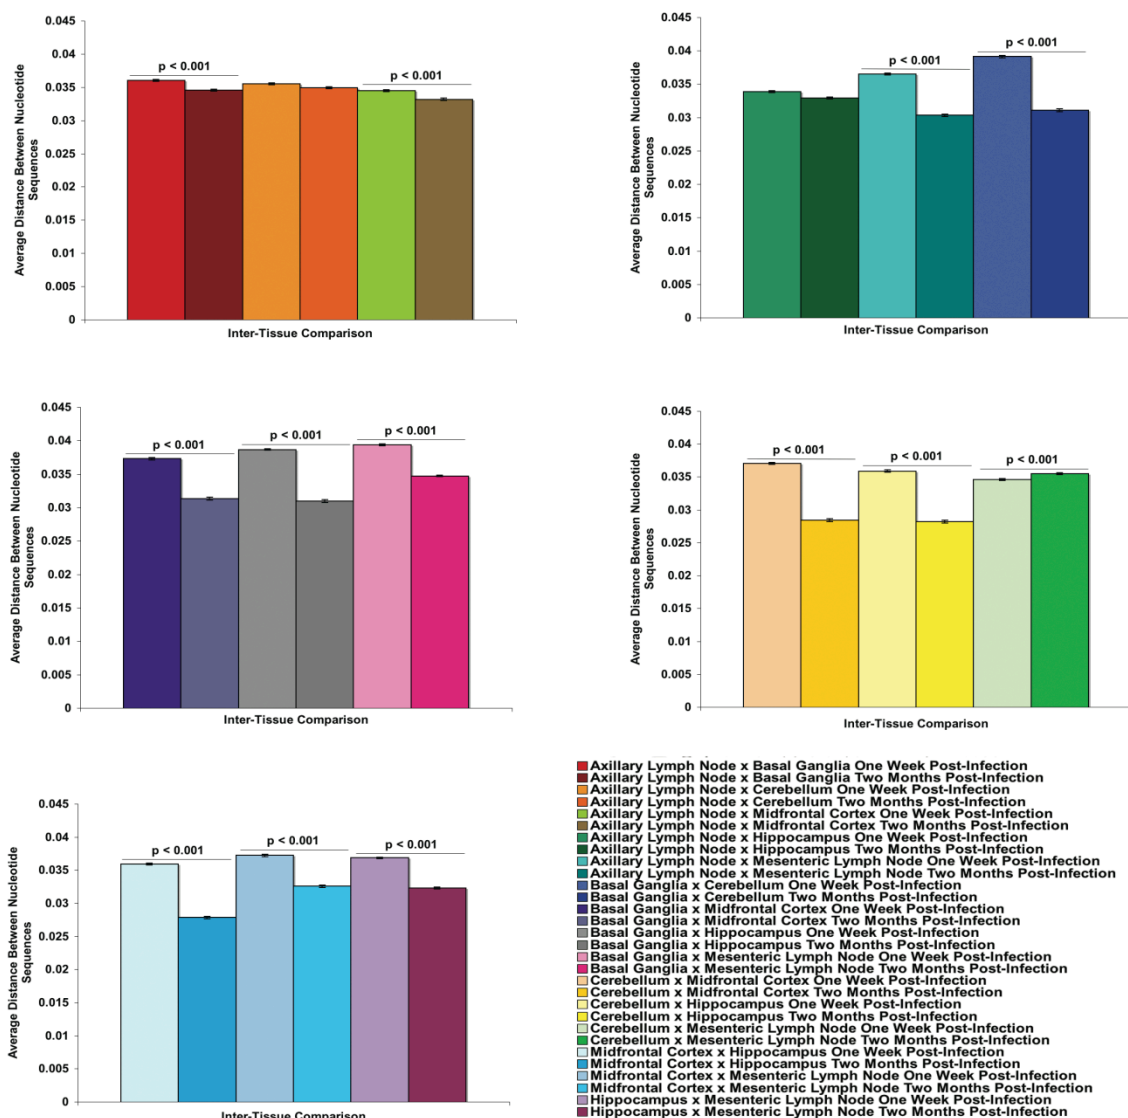 0.045
0.04
0.035
0.03
0.025
0.02
0.015
0.01
0.005
0
Average Distance Between Nucleotide
Sequences
p < 0.001
p < 0.001
Inter-Tissue Comparison
0.045
0.04
0.035
0.03
0.025
0.02
0.015
0.01
0.005
0
Average Distance Between Nucleotide
Sequences
p < 0.001
p < 0.001
Inter-Tissue Comparison
0.045
0.04
0.035
0.03
0.025
0.02
0.015
0.01
0.005
0
Average Distance Between Nucleotide
Sequences
p < 0.001
p < 0.001
p < 0.001
Inter-Tissue Comparison
0.045
0.04
0.035
0.03
0.025
0.02
0.015
0.01
0.005
0
Average Distance Between Nucleotide
Sequences
p < 0.001
p < 0.001
p < 0.001
Inter-Tissue Comparison
0.045
0.04
0.035
0.03
0.025
0.02
0.015
0.01
0.005
0
Average Distance Between Nucleotide
Sequences
p < 0.001
p < 0.001
p < 0.001
Inter-Tissue Comparison
Axillary Lymph Node x Basal Ganglia One Week Post-Infection
Axillary Lymph Node x Basal Ganglia Two Months Post-Infection
Axillary Lymph Node x Cerebellum One Week Post-Infection
Axillary Lymph Node x Cerebellum Two Months Post-Infection
Axillary Lymph Node x Midfrontal Cortex One Week Post-Infection
Axillary Lymph Node x Midfrontal Cortex Two Months Post-Infection
Axillary Lymph Node x Hippocampus One Week Post-Infection
Axillary Lymph Node x Hippocampus Two Months Post-Infection
Axillary Lymph Node x Mesenteric Lymph Node One Week Post-Infection
Axillary Lymph Node x Mesenteric Lymph Node Two Months Post-Infection
Basal Ganglia x Cerebellum One Week Post-Infection
Basal Ganglia x Cerebellum Two Months Post-Infection
Basal Ganglia x Midfrontal Cortex One Week Post-Infection
Basal Ganglia x Midfrontal Cortex Two Months Post-Infection
Basal Ganglia x Hippocampus One Week Post-Infection
Basal Ganglia x Hippocampus Two Months Post-Infection
Basal Ganglia x Mesenteric Lymph Node One Week Post-Infection
Basal Ganglia x Mesenteric Lymph Node Two Months Post-Infection
Cerebellum x Midfrontal Cortex One Week Post-Infection
Cerebellum x Midfrontal Cortex Two Months Post-Infection
Cerebellum x Hippocampus One Week Post-Infection
Cerebellum x Hippocampus Two Months Post-Infection
Cerebellum x Mesenteric Lymph Node One Week Post-Infection
Cerebellum x Mesenteric Lymph Node Two Months Post-Infection
Midfrontal Cortex x Hippocampus One Week Post-Infection
Midfrontal Cortex x Hippocampus Two Months Post-Infection
Midfrontal Cortex x Mesenteric Lymph Node One Week Post-Infection
Midfrontal Cortex x Mesenteric Lymph Node Two Months Post-Infection
Hippocampus x Mesenteric Lymph Node One Week Post-Infection
Hippocampus x Mesenteric Lymph Node Two Months Post-Infection